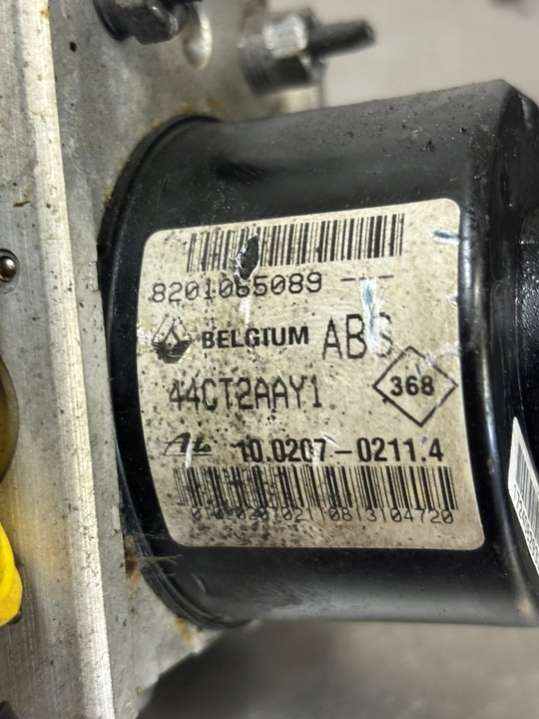 8201065089 ---
BELGIUM ABS
44CT2AAY1
368
10.0207-0211.4